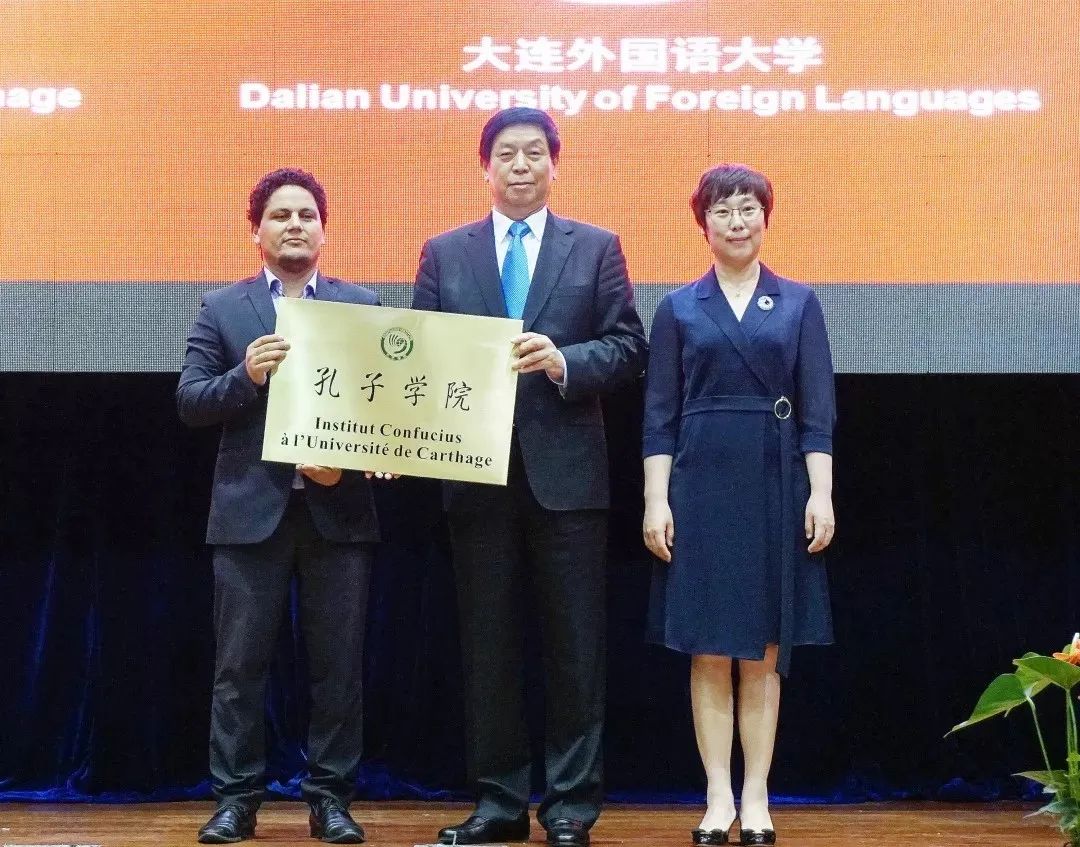 大连外国语大学
hage
Dalian University of Foreign Languages
孔子学院
Institut Confucius
à l'Université de Carthage